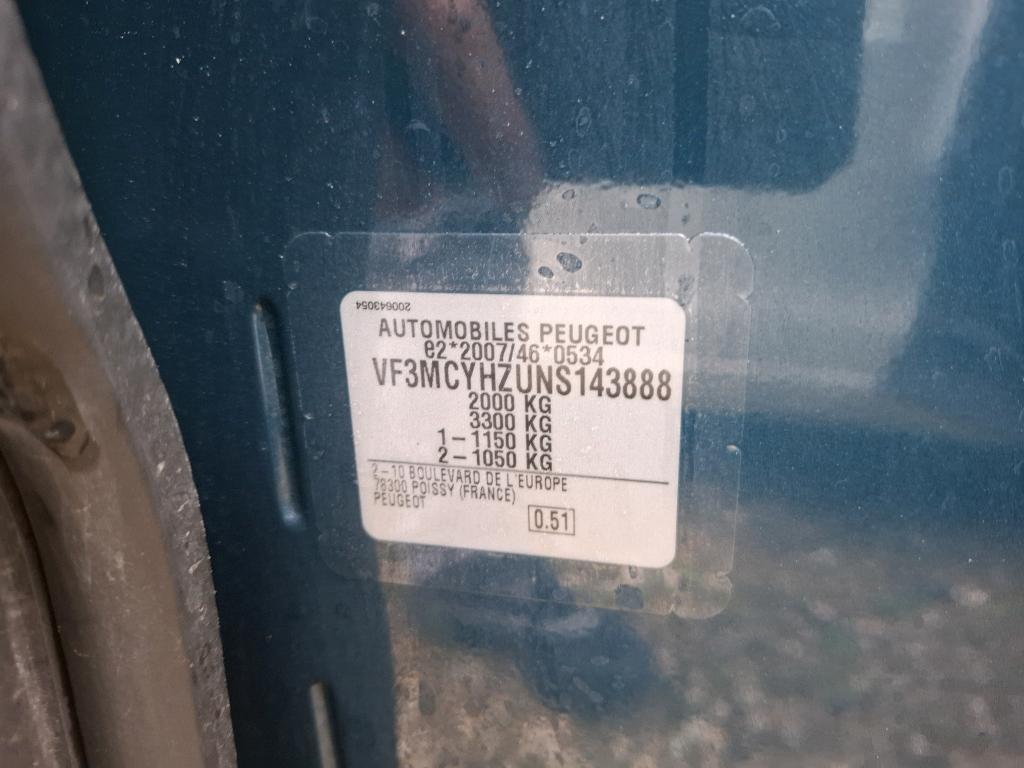 200643054
AUTOMOBILES PEUGEOT
e2*2007/46*0534
VF3MCYHZUNS143888
2000 KG
3300 KG
1-1150 KG
2-1050 KG
2-10 BOULEVARD DE L'EUROPE
78300 POISSY (FRANCE)
PEUGEOT
0.51